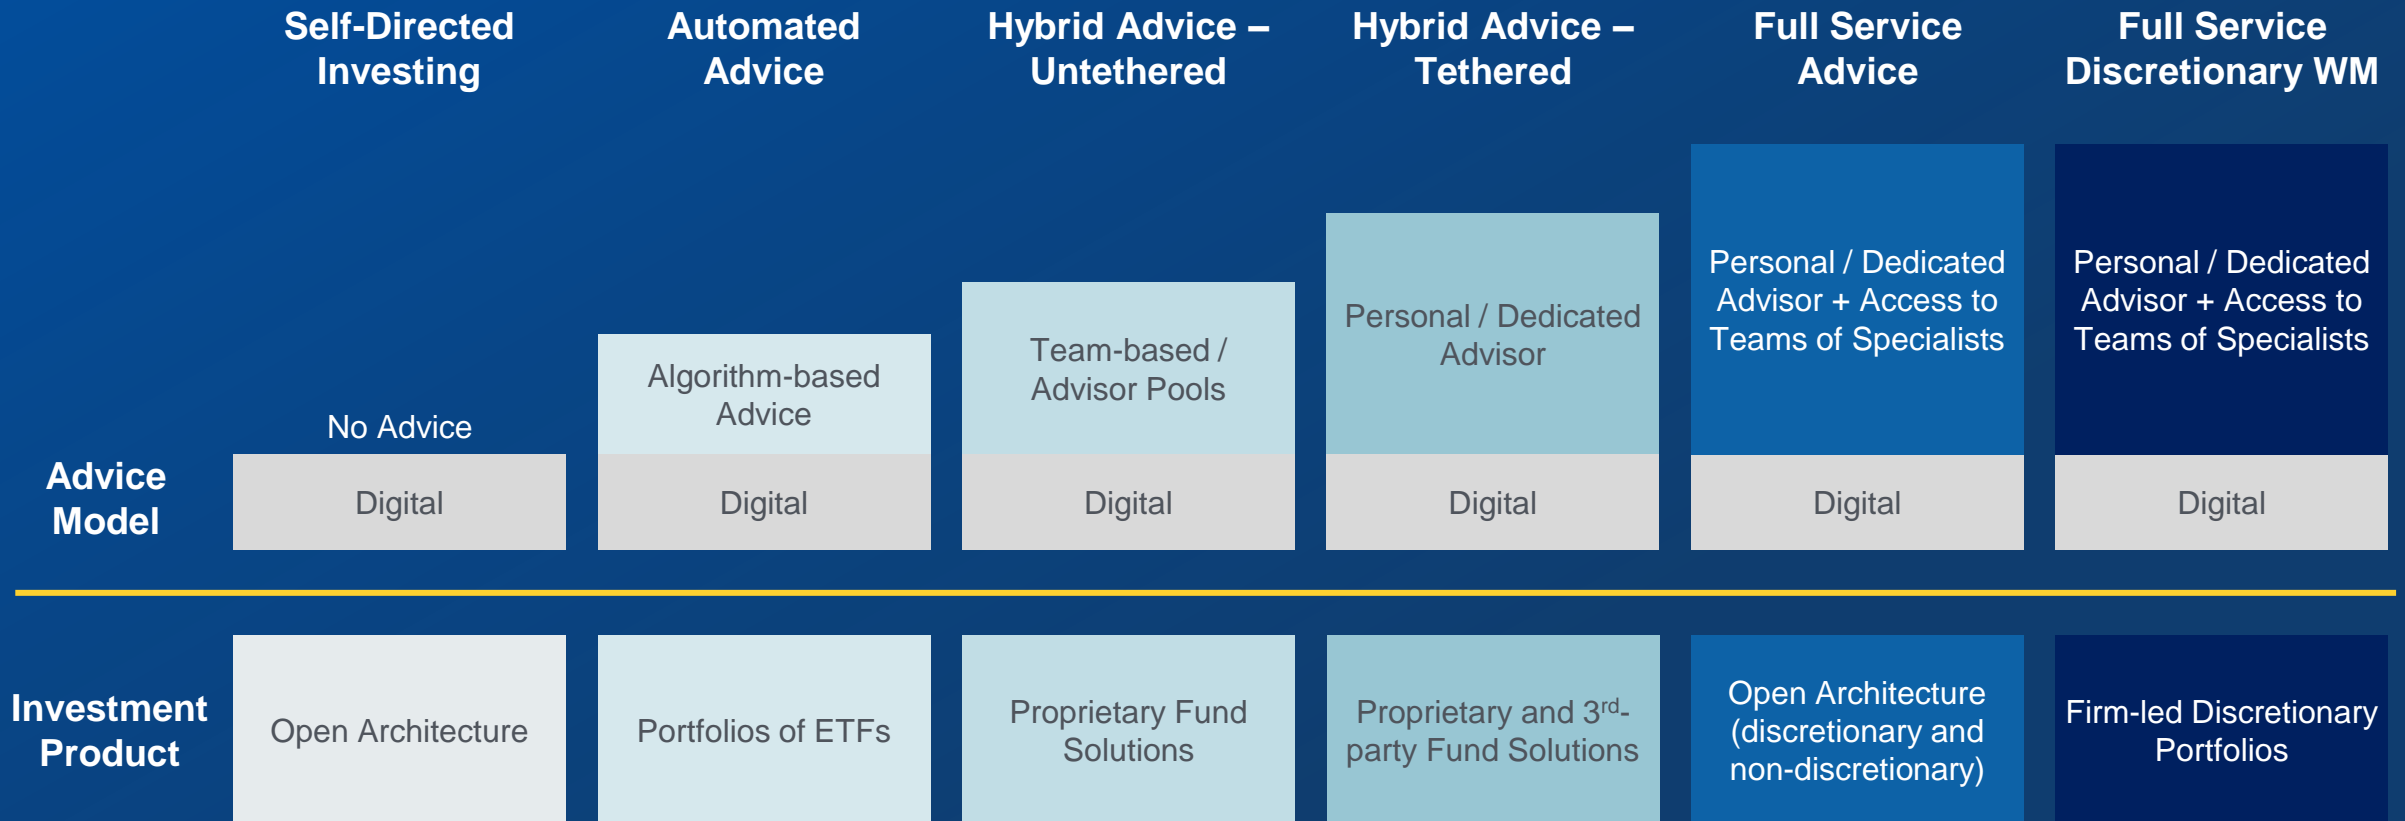 Self-Directed
Investing
Automated
Advice
Hybrid Advice –
Untethered
Hybrid Advice –
Tethered
Full Service
Advice
Full Service
Discretionary WM
Advice
Model
No Advice
Digital
Algorithm-based
Advice
Digital
Team-based /
Advisor Pools
Digital
Personal / Dedicated
Advisor
Digital
Personal / Dedicated
Advisor + Access to
Teams of Specialists
Digital
Personal / Dedicated
Advisor + Access to
Teams of Specialists
Digital
Investment
Product
Open Architecture
Portfolios of ETFs
Proprietary Fund
Solutions
Proprietary and 3rd-
party Fund Solutions
Open Architecture
(discretionary and
non-discretionary)
Firm-led Discretionary
Portfolios